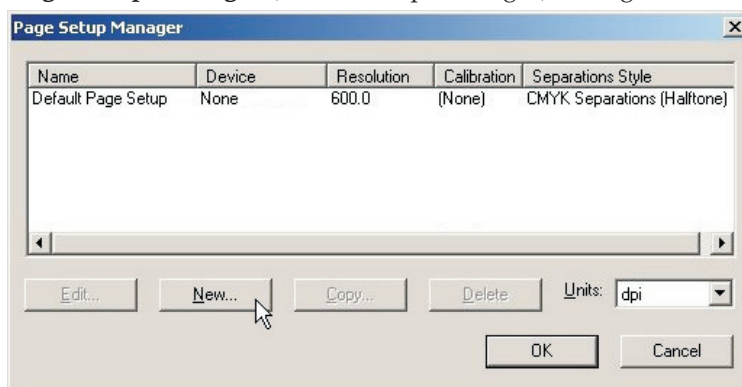 Page Setup Manager
Name Device Resolution Calibration Separations Style
Default Page Setup None 600.0 (None) CMYK Separations (Halftone)
Edit... New... Copy... Delete Units: dpi
OK Cancel